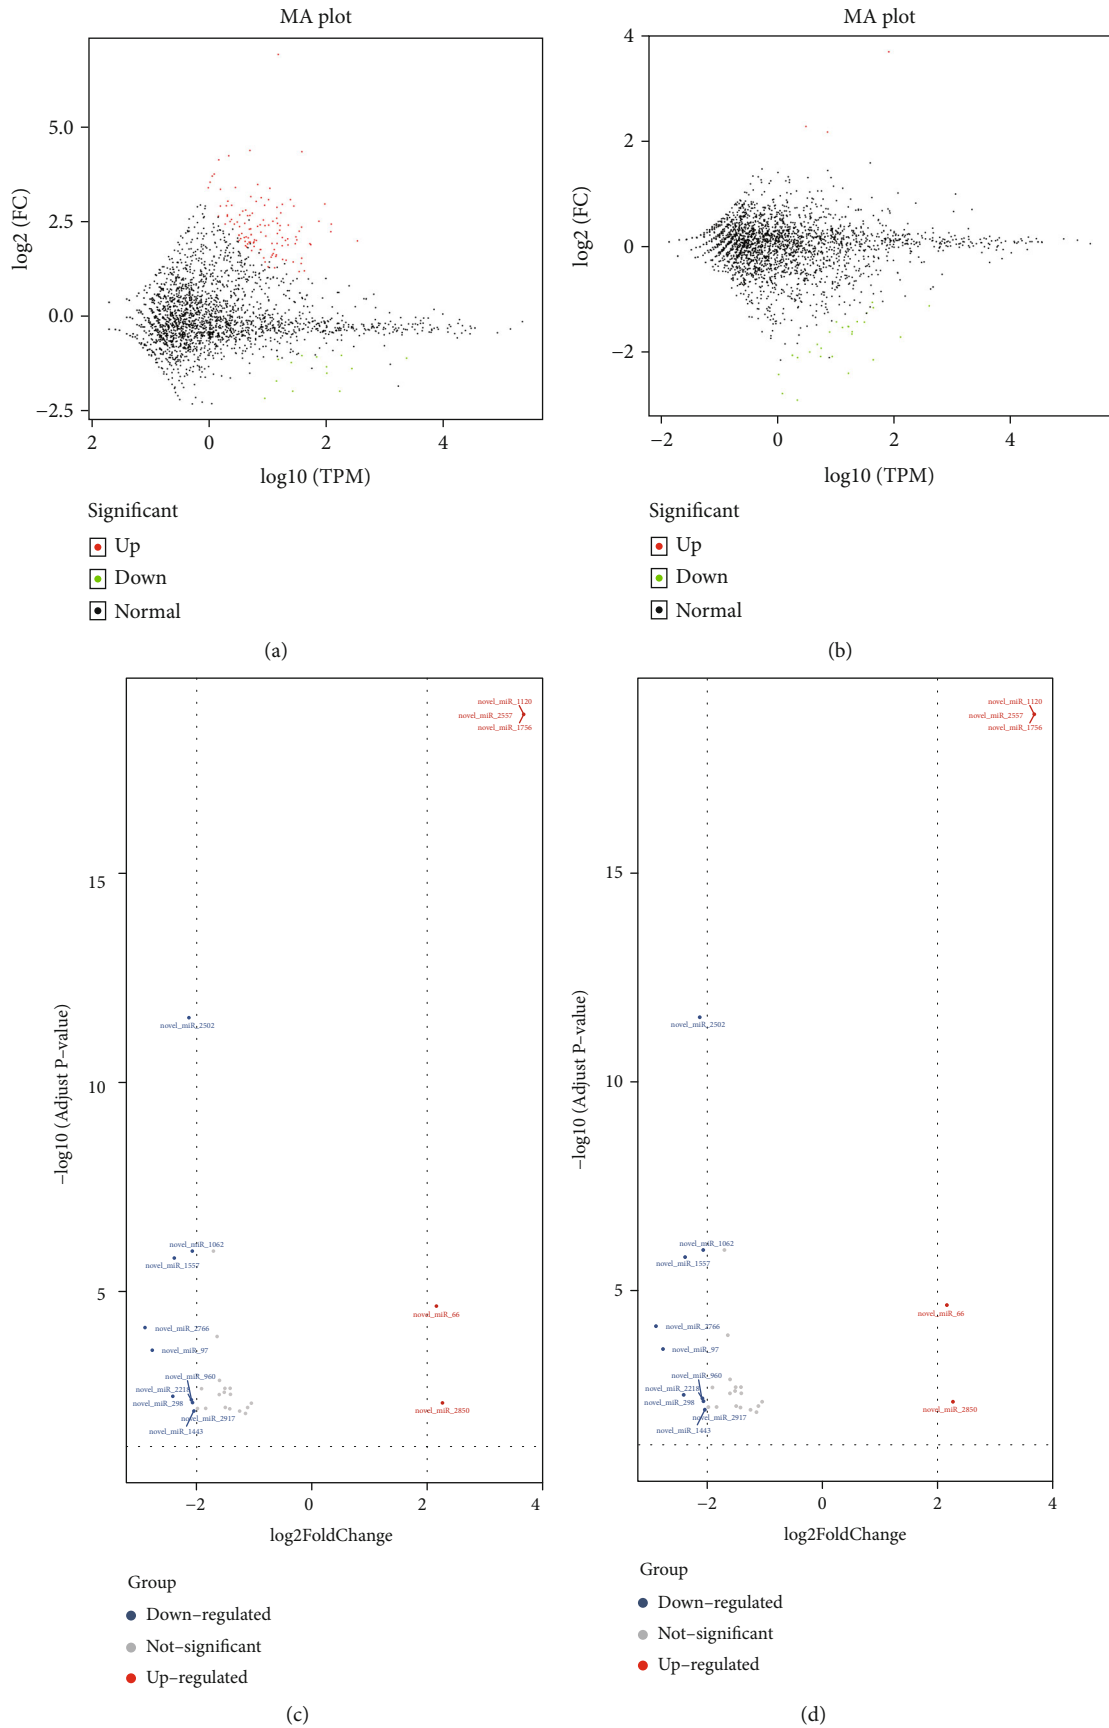 MA plot
5.0
2.5
0.0
−2.5
log2 (FC)
2
0
2
4
log10 (TPM)
Significant
Up
Down
Normal
(a)
MA plot
4
2
0
−2
log2 (FC)
−2
0
2
4
log10 (TPM)
Significant
Up
Down
Normal
(b)
novel_miR_1120
novel_miR_2557
novel_miR_1756
15
novel_miR_2502
10
−log10 (Adjust P−value)
novel_miR_1062
novel_miR_1557
5
novel_miR_66
novel_miR_2766
novel_miR_97
novel_miR_960
novel_miR_2218
novel_miR_298
novel_miR_2850
novel_miR_2917
novel_miR_1443
−2
0
2
4
log2FoldChange
Group
Down−regulated
Not−significant
Up−regulated
(c)
novel_miR_1120
novel_miR_2557
novel_miR_1756
15
novel_miR_2502
10
−log10 (Adjust P−value)
novel_miR_1062
novel_miR_1557
5
novel_miR_66
novel_miR_2766
novel_miR_97
novel_miR_960
novel_miR_2218
novel_miR_298
novel_miR_2850
novel_miR_2917
novel_miR_1443
−2
0
2
4
log2FoldChange
Group
Down−regulated
Not−significant
Up−regulated
(d)